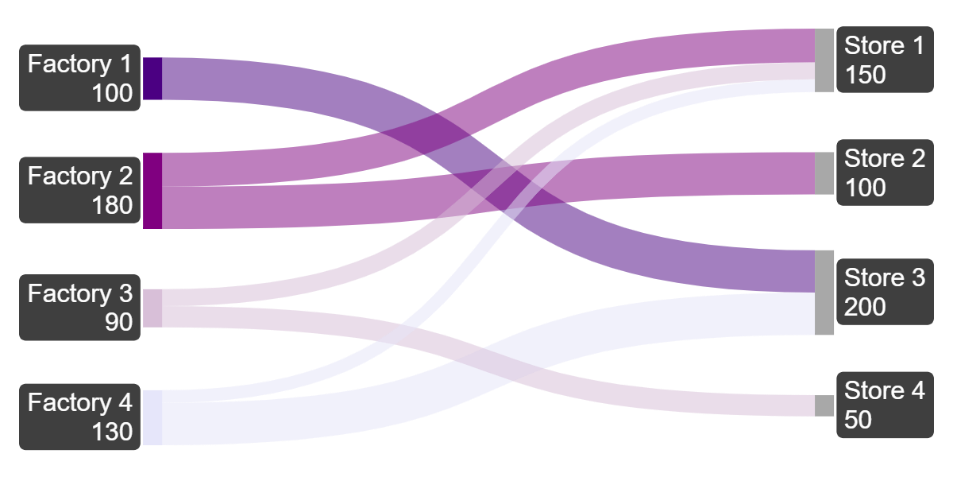 Factory 1
100
Factory 2
180
Factory 3
90
Factory 4
130
Store 1
150
Store 2
100
Store 3
200
Store 4
50